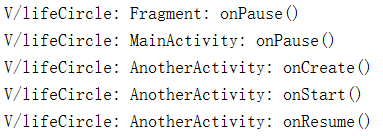 V/lifeCircle: Fragment: onPause()
V/lifeCircle: MainActivity: onPause()
V/lifeCircle: AnotherActivity: onCreate()
V/lifeCircle: AnotherActivity: onStart()
V/lifeCircle: AnotherActivity: onResume()